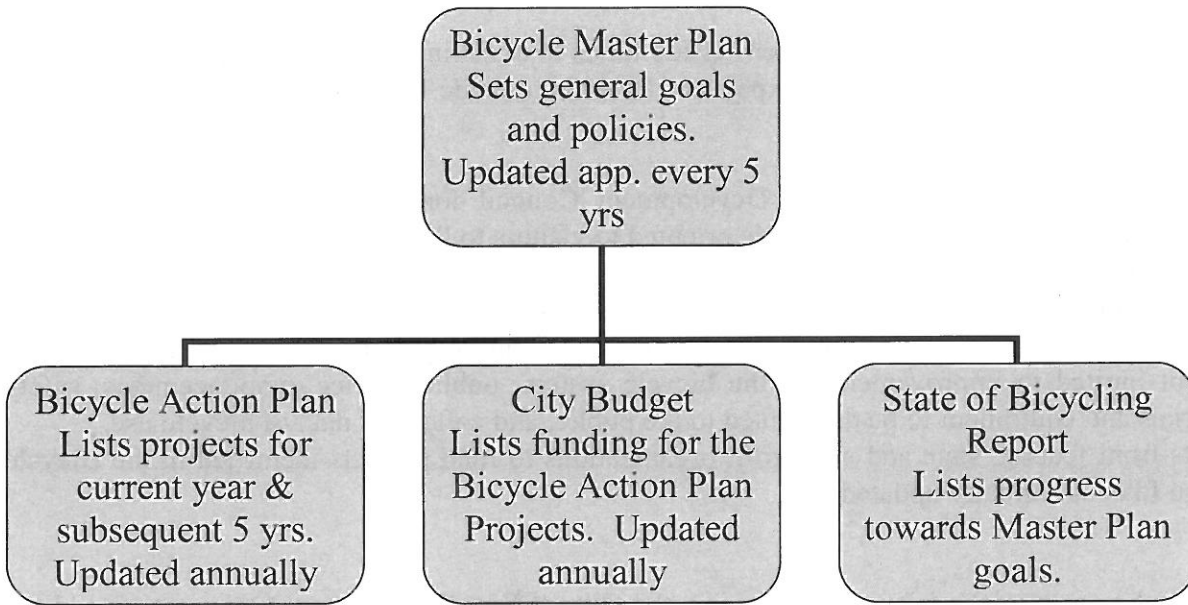 Bicycle Master Plan
Sets general goals
and policies.
Updated app. every 5
yrs
Bicycle Action Plan
Lists projects for
current year &
subsequent 5 yrs.
Updated annually
City Budget
Lists funding for the
Bicycle Action Plan
Projects.  Updated
annually
State of Bicycling
Report
Lists progress
towards Master Plan
goals.